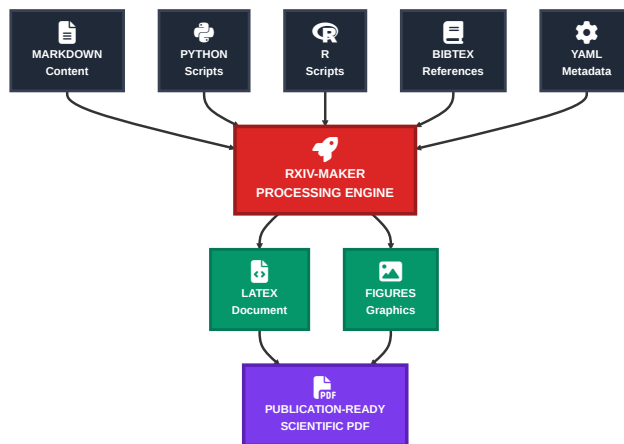 MARKDOWN
Content
PYTHON
Scripts
R
Scripts
BIBTEX
References
YAML
Metadata
RXIV-MAKER
PROCESSING ENGINE
LATEX
Document
FIGURES
Graphics
PDF
PUBLICATION-READY
SCIENTIFIC PDF